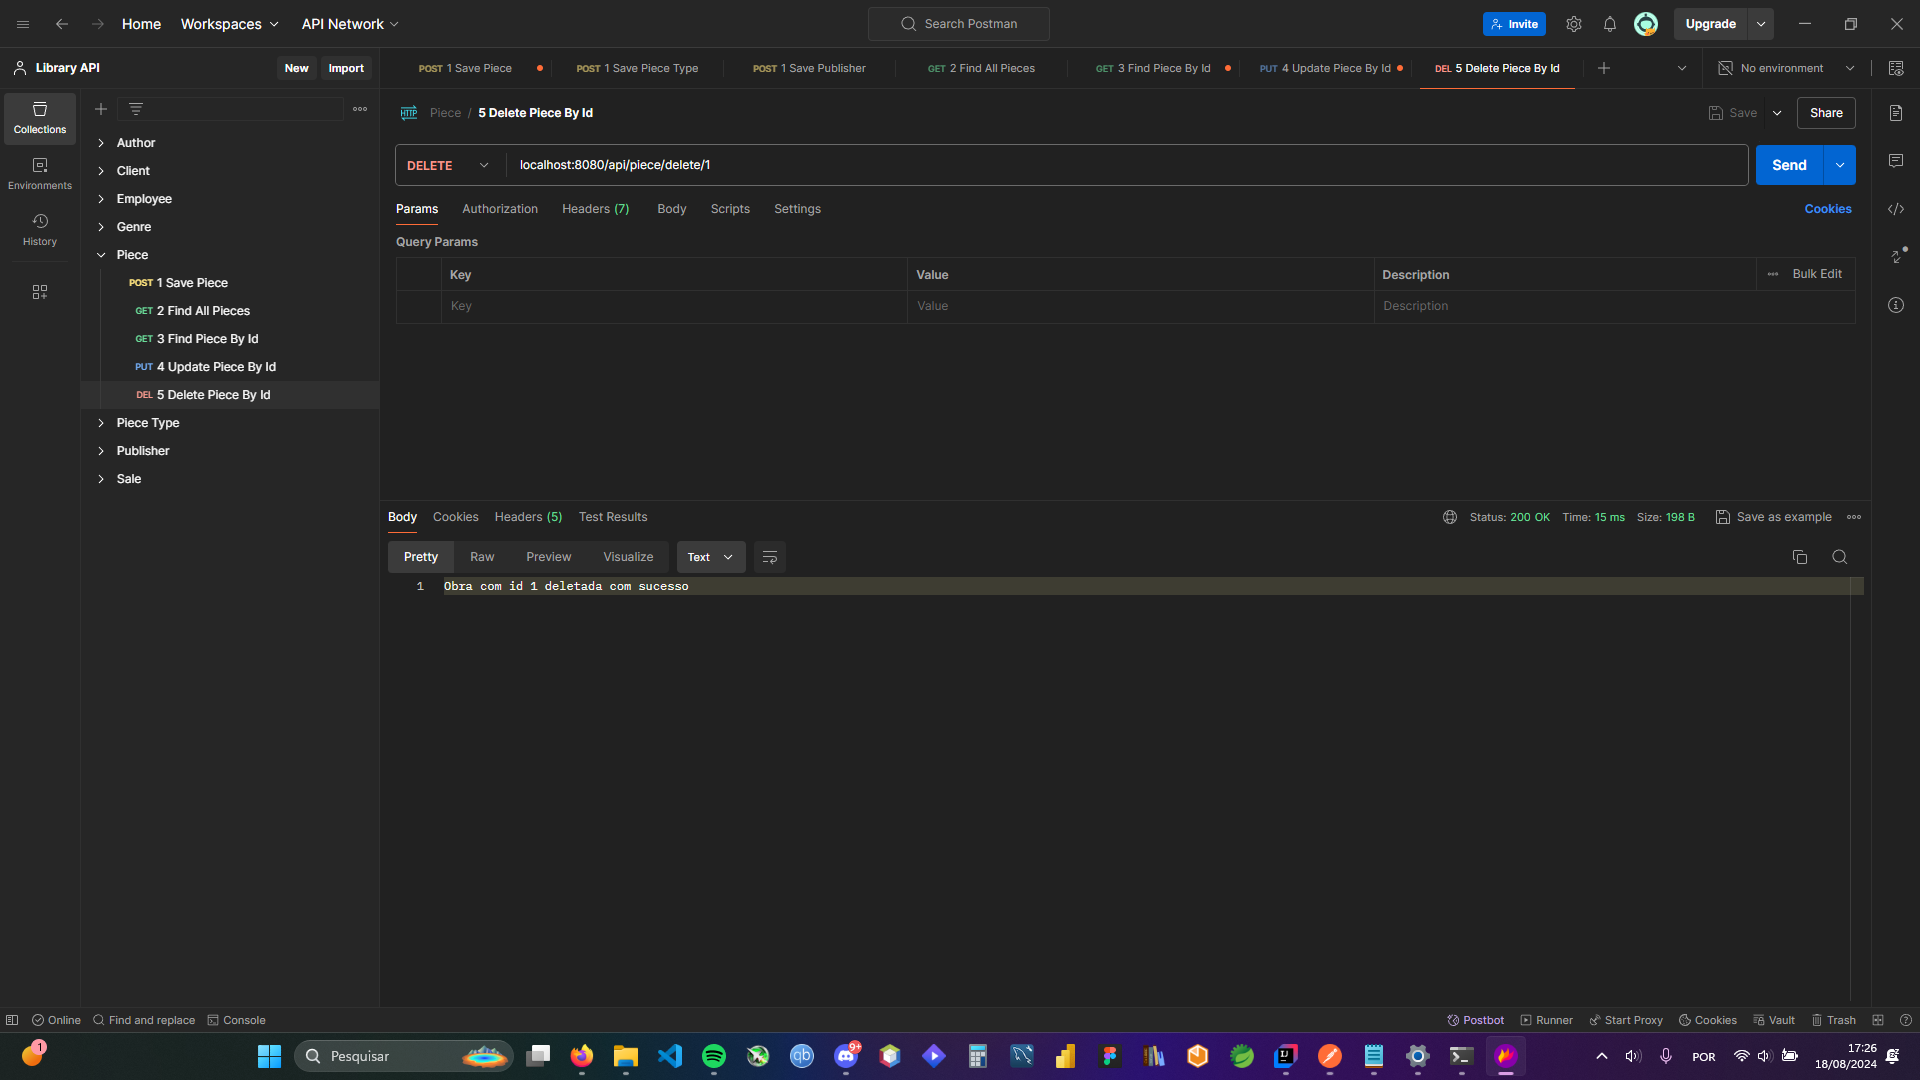 Home Workspaces API Network Search Postman Invite Upgrade
Library API New Import POST 1 Save Piece POST 1 Save Piece Type POST 1 Save Publisher GET 2 Find All Pieces GET 3 Find Piece By Id PUT 4 Update Piece By Id DEL 5 Delete Piece By Id No environment
Collections
Environments
History
Author
Client
Employee
Genre
Piece
POST 1 Save Piece
GET 2 Find All Pieces
GET 3 Find Piece By Id
PUT 4 Update Piece By Id
DEL 5 Delete Piece By Id
Piece Type
Publisher
Sale
HTTP Piece / 5 Delete Piece By Id Save Share
DELETE localhost:8080/api/piece/delete/1 Send
Params Authorization Headers (7) Body Scripts Settings Cookies
Query Params
Key Value Description Bulk Edit
Key Value Description
Body Cookies Headers (5) Test Results Status: 200 OK Time: 15 ms Size: 198 B Save as example
Pretty Raw Preview Visualize Text
1 Obra com id 1 deletada com sucesso
Online Find and replace Console Postbot Runner Start Proxy Cookies Vault Trash
1 Pesquisar qb 9+ IJ POR 17:26
18/08/2024